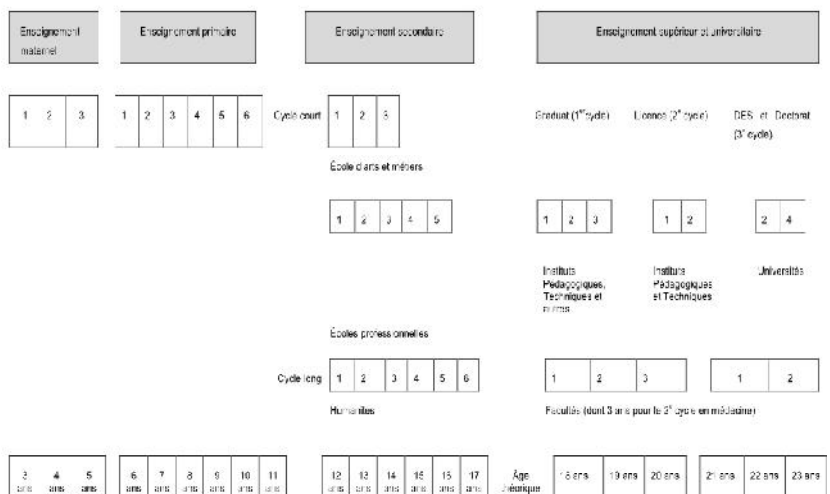 Enseignement maternel
Enseignement primaire
Enseignement secondaire
Enseignement supérieur et universitaire
1 2 3
1 2 3 4 5 6
Cycle court
1 2 3
Graduat (1er cycle)
Licence (2e cycle)
DES et Doctorat
(3e cycle)
École d'arts et métiers
1 2 3 4 5
1 2 3
1 2
2 4
Instituts
Pédagogiques,
Techniques et
autres
Instituts
Pédagogiques
et Techniques
Universités
Écoles professionnelles
Cycle long
1 2 3 4 5 6
1 2 3
1 2
Humanités
Facultés (dont 3 ans pour le 2e cycle en médecine)
3 ans 4 ans 5 ans
6 ans 7 ans 8 ans 9 ans 10 ans 11 ans
12 ans 13 ans 14 ans 15 ans 16 ans 17 ans
Âge
théorique
18 ans 19 ans 20 ans
21 ans 22 ans 23 ans